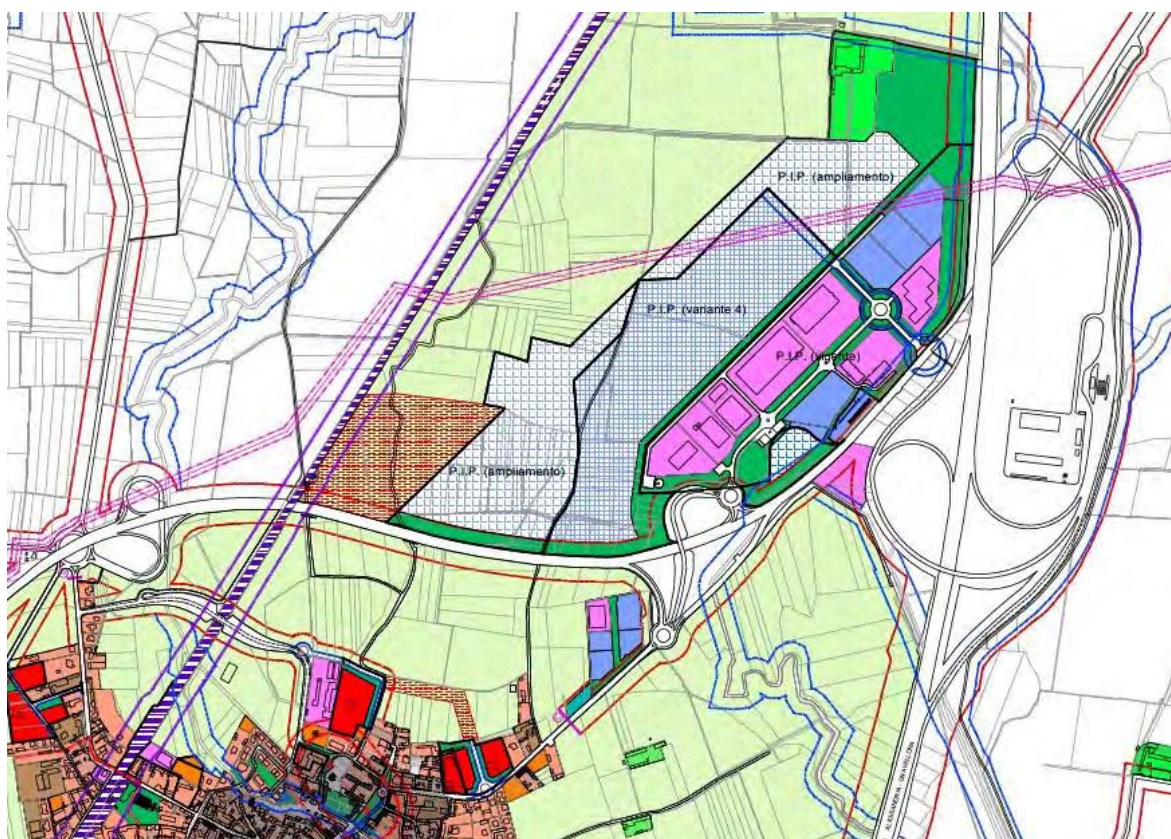 P.I.P. (ampliamento)
P.I.P. (variante 4)
P.I.P. (vigente)
P.I.P. (ampliamento)